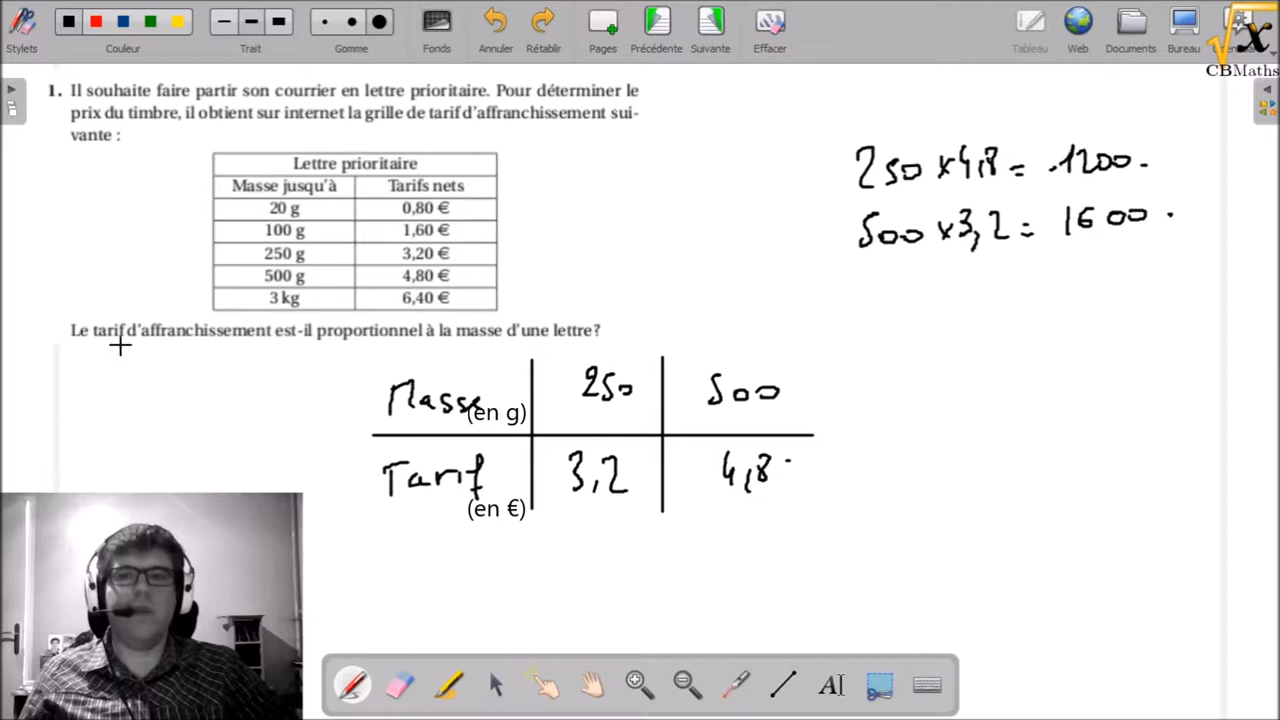 Stylets Couleur Trait Gomme Fonds Annuler Rétablir Pages Précédente Suivante Effacer Tableau Web Documents Bureau
√x
CBMaths
1. Il souhaite faire partir son courrier en lettre prioritaire. Pour déterminer le
prix du timbre, il obtient sur internet la grille de tarif d'affranchissement sui-
vante :
Lettre prioritaire
Masse jusqu'à Tarifs nets
20 g 0,80 €
100 g 1,60 €
250 g 3,20 €
500 g 4,80 €
3 kg 6,40 €
Le tarif d'affranchissement est-il proportionnel à la masse d'une lettre ?
250 × 4,8 = 1200.
500 × 3,2 = 1600.
Masse (en g) 250 500
Tarif (en €) 3,2 4,8
AI